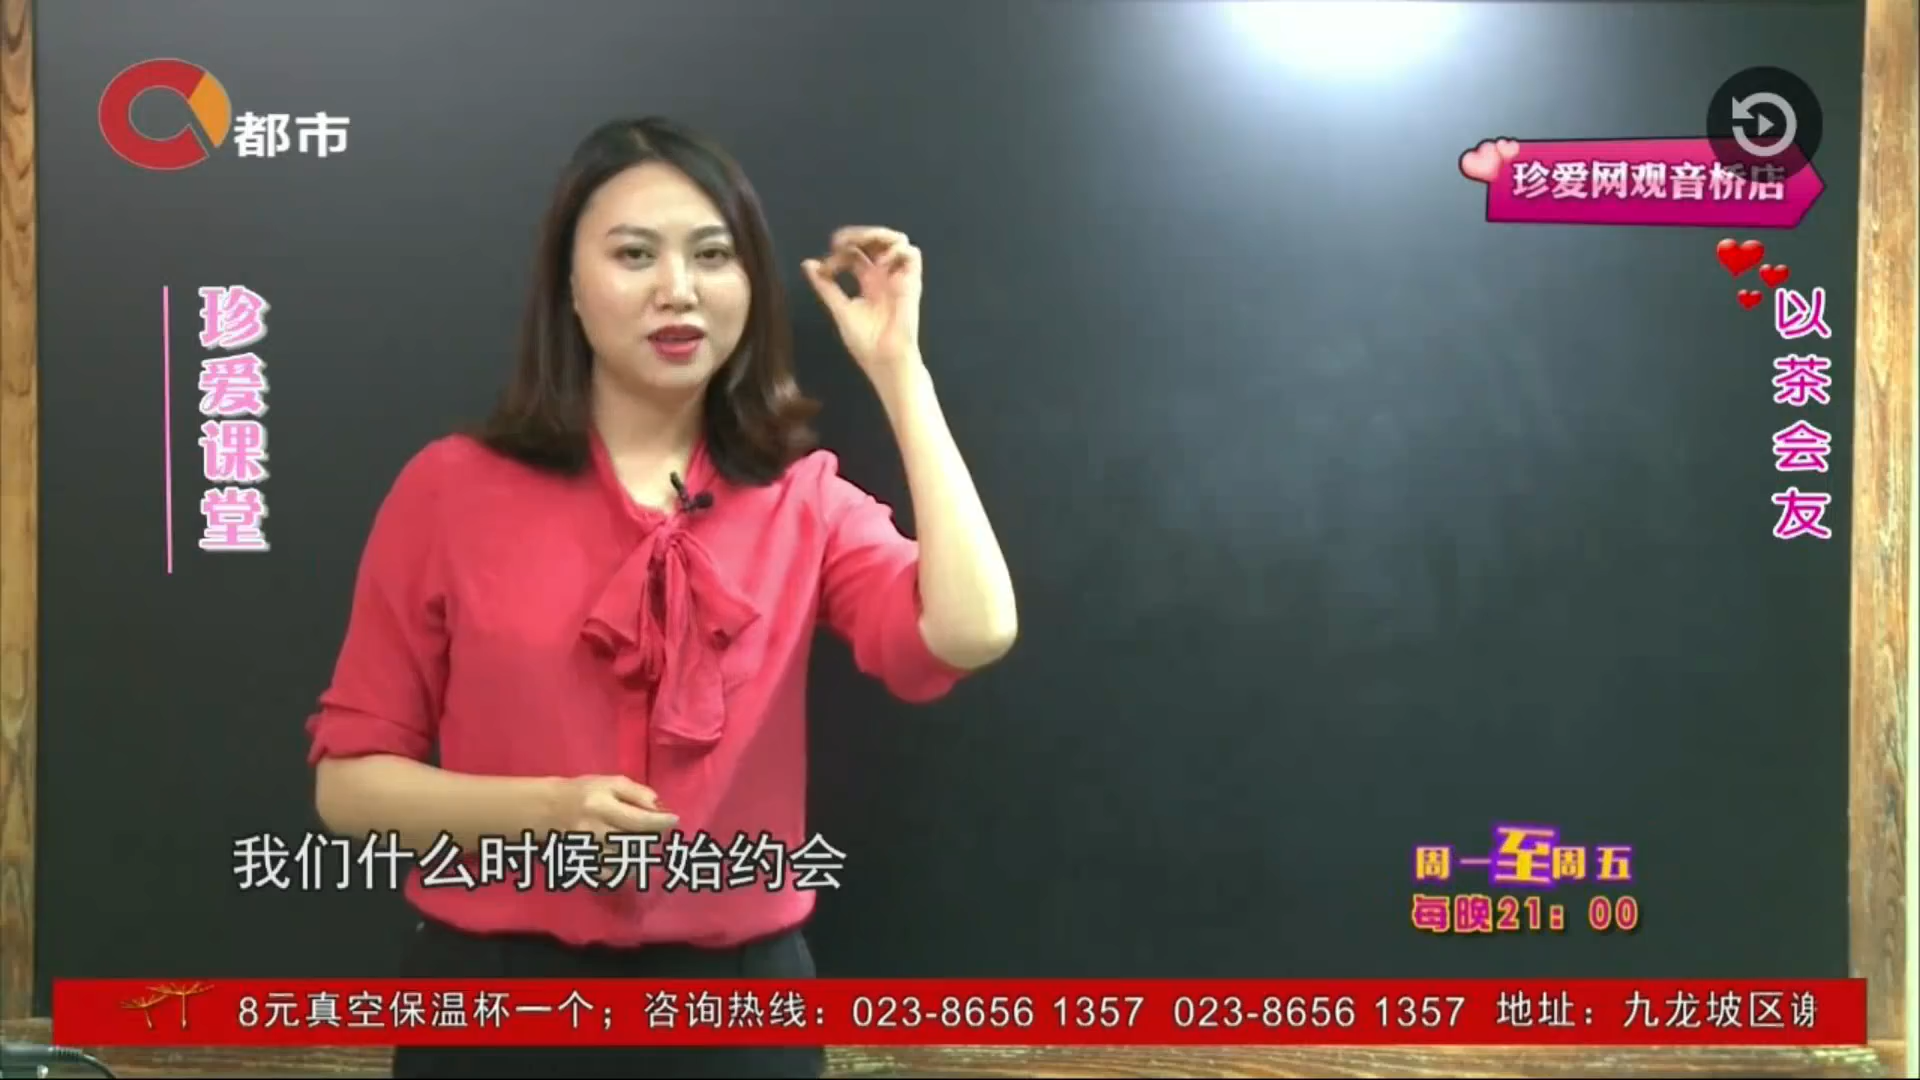 都市
珍爱网观音桥店
珍爱课堂
以茶会友
我们什么时候开始约会
周一至周五
每晚21：00
8元真空保温杯一个；咨询热线：023-8656 1357 023-8656 1357 地址：九龙坡区